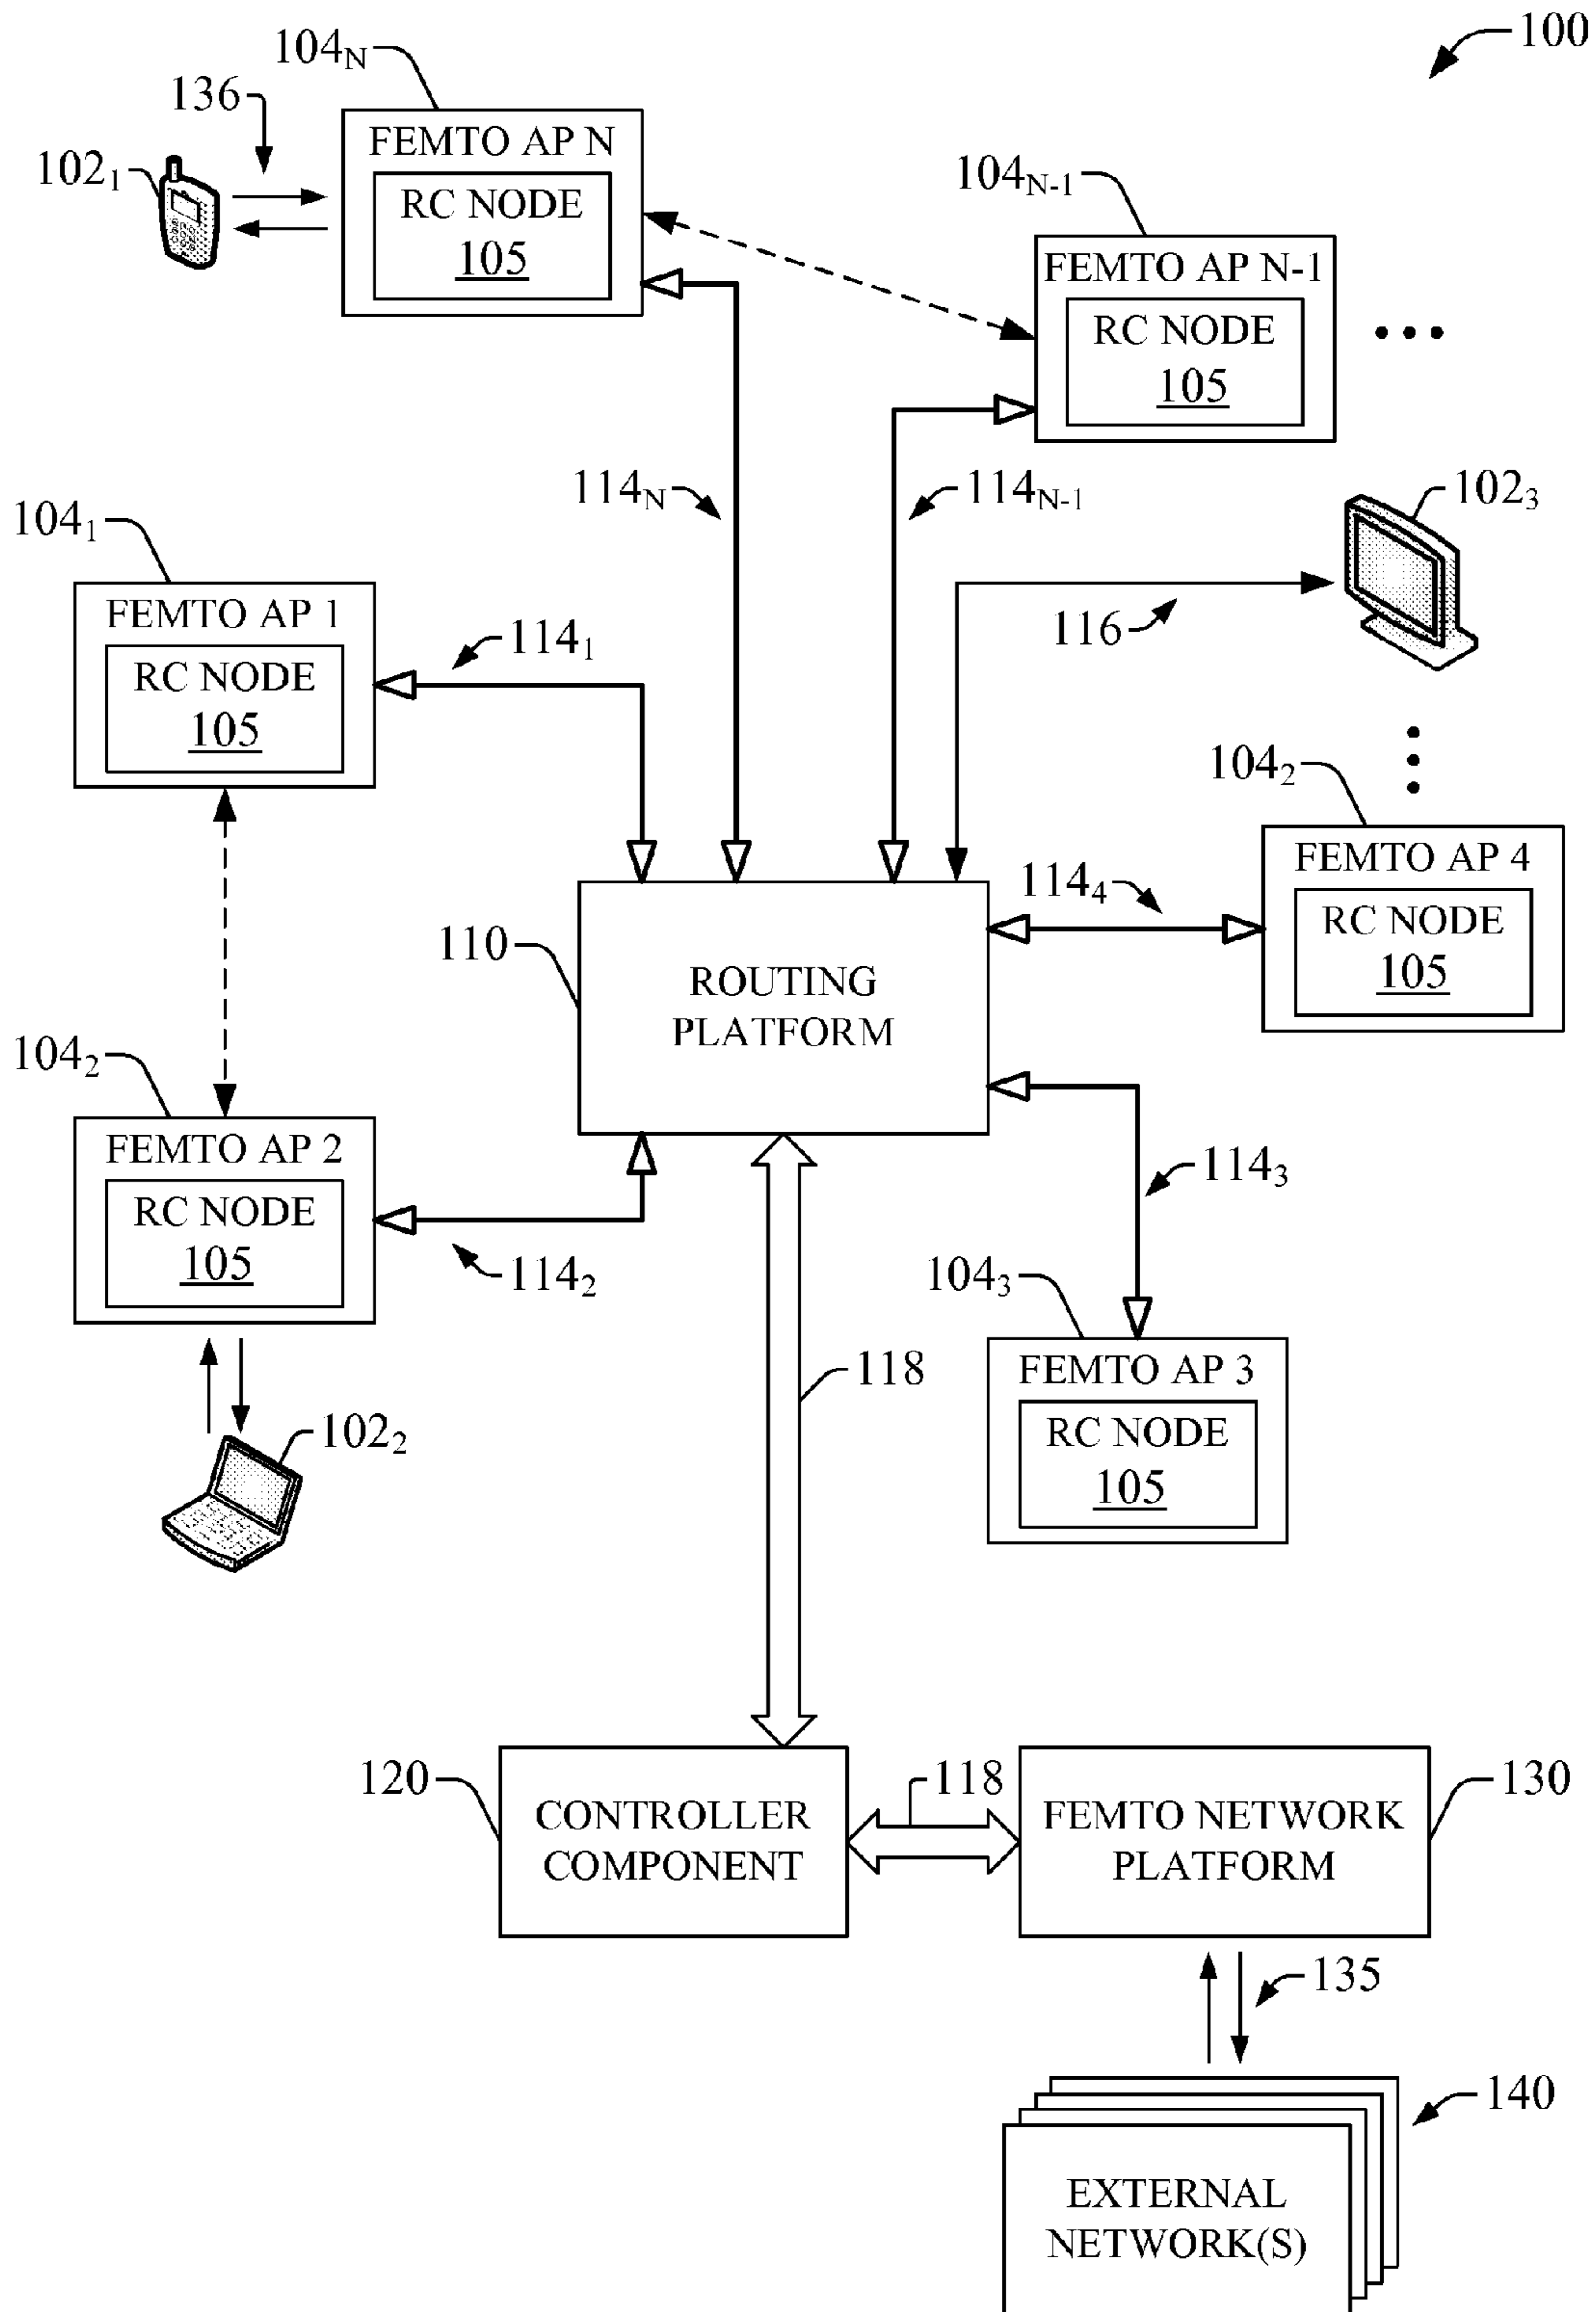 100
104N
136
FEMTO AP N
1021
RC NODE
105
104N-1
FEMTO AP N-1
RC NODE
105
114N
114N-1
1023
1041
FEMTO AP 1
RC NODE
105
1141
116
1042
FEMTO AP 4
RC NODE
105
1144
110
ROUTING
PLATFORM
1042
FEMTO AP 2
RC NODE
105
1142
1143
1043
FEMTO AP 3
RC NODE
105
118
1022
120
CONTROLLER
COMPONENT
118
FEMTO NETWORK
PLATFORM
130
135
140
EXTERNAL
NETWORK(S)